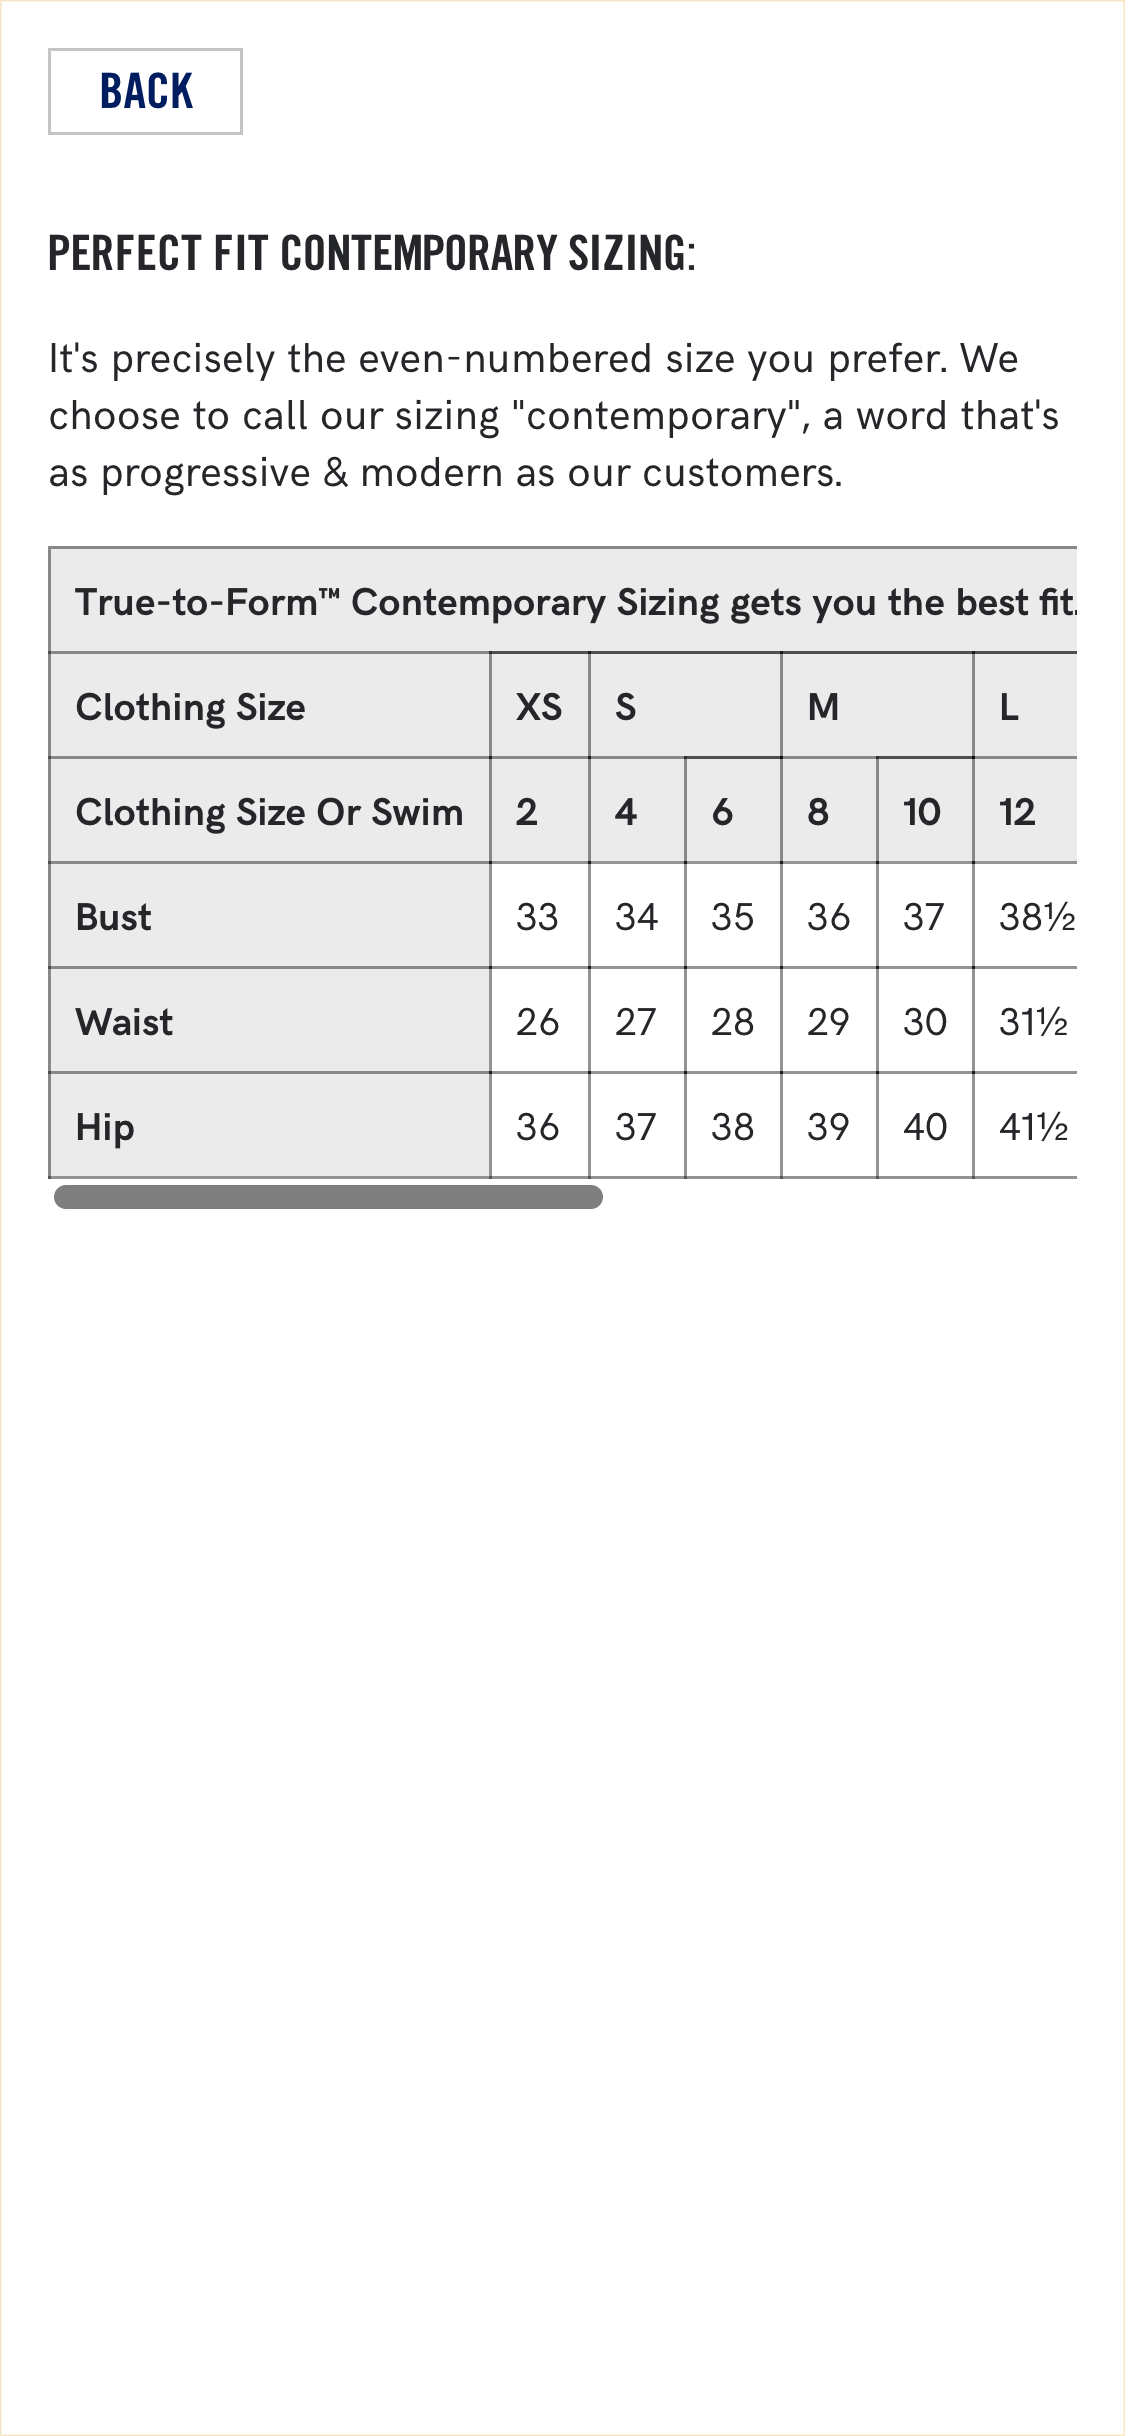 BACK
PERFECT FIT CONTEMPORARY SIZING:
It's precisely the even-numbered size you prefer. We
choose to call our sizing "contemporary", a word that's
as progressive & modern as our customers.
True-to-Form™ Contemporary Sizing gets you the best fit.
Clothing Size XS S M L
Clothing Size Or Swim 2 4 6 8 10 12
Bust 33 34 35 36 37 38½
Waist 26 27 28 29 30 31½
Hip 36 37 38 39 40 41½